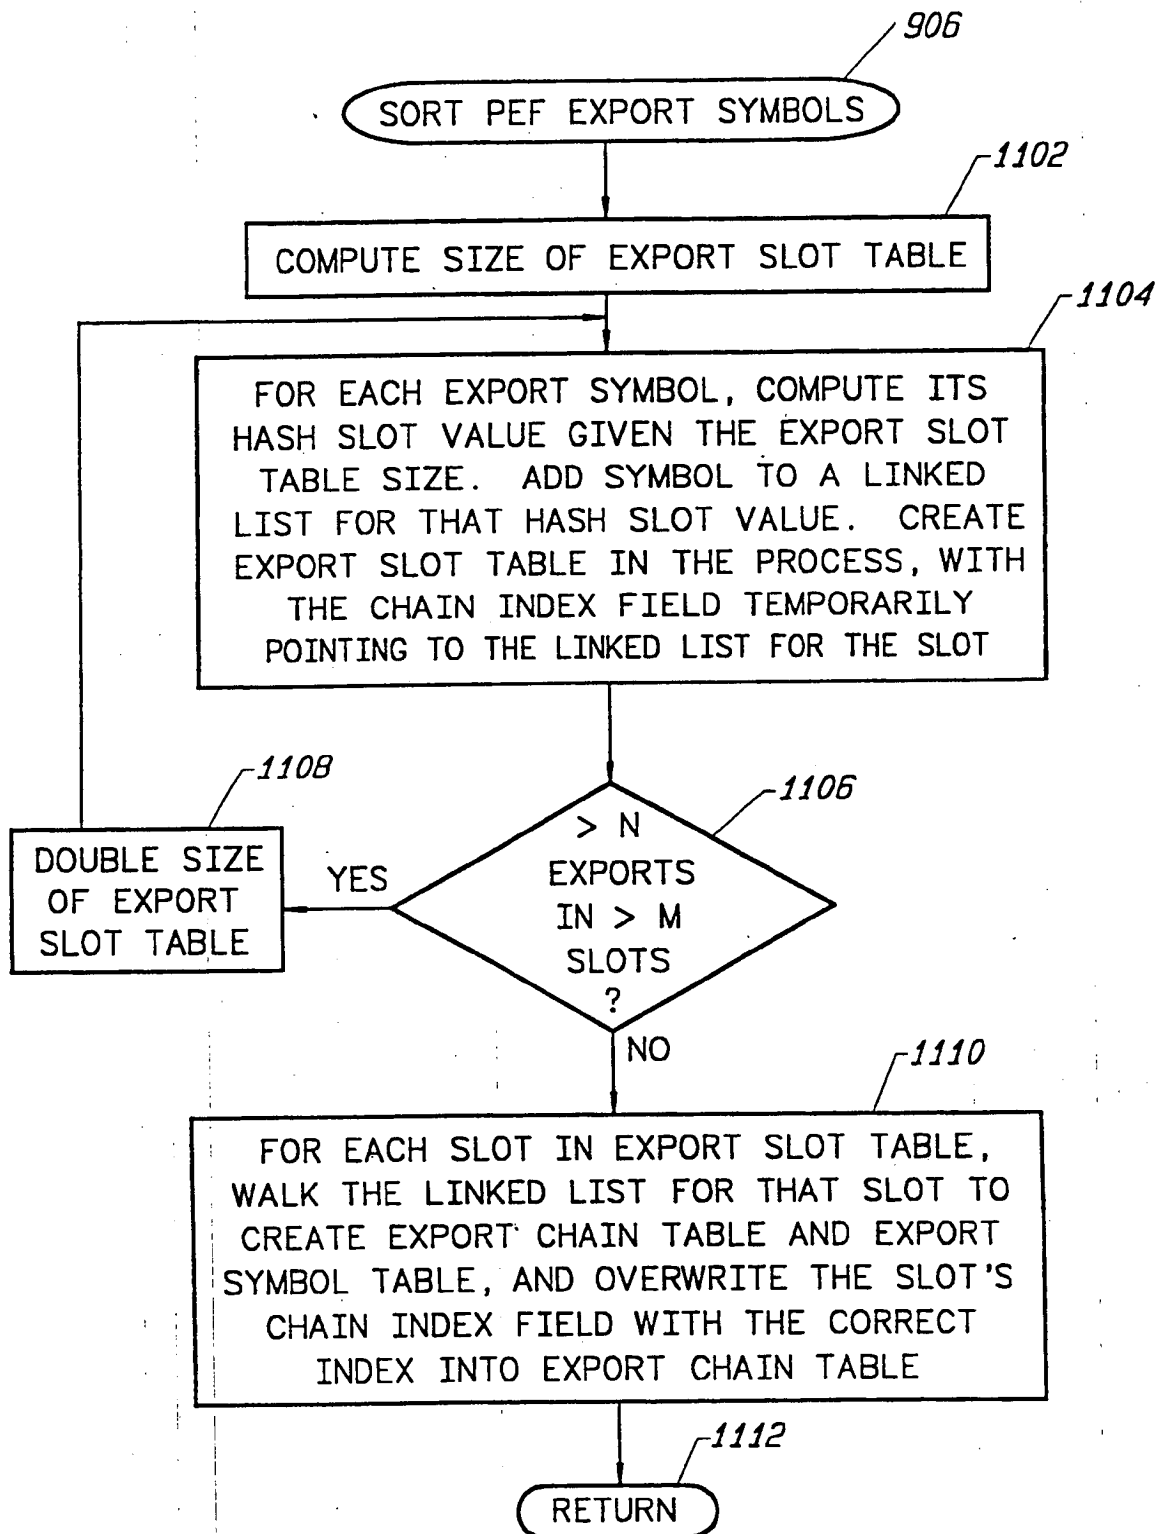 906
SORT PEF EXPORT SYMBOLS
1102
COMPUTE SIZE OF EXPORT SLOT TABLE
1104
FOR EACH EXPORT SYMBOL, COMPUTE ITS
HASH SLOT VALUE GIVEN THE EXPORT SLOT
TABLE SIZE. ADD SYMBOL TO A LINKED
LIST FOR THAT HASH SLOT VALUE. CREATE
EXPORT SLOT TABLE IN THE PROCESS, WITH
THE CHAIN INDEX FIELD TEMPORARILY
POINTING TO THE LINKED LIST FOR THE SLOT
1108
DOUBLE SIZE
OF EXPORT
SLOT TABLE
YES
1106
> N
EXPORTS
IN > M
SLOTS
?
NO
1110
FOR EACH SLOT IN EXPORT SLOT TABLE,
WALK THE LINKED LIST FOR THAT SLOT TO
CREATE EXPORT CHAIN TABLE AND EXPORT
SYMBOL TABLE, AND OVERWRITE THE SLOT'S
CHAIN INDEX FIELD WITH THE CORRECT
INDEX INTO EXPORT CHAIN TABLE
1112
RETURN